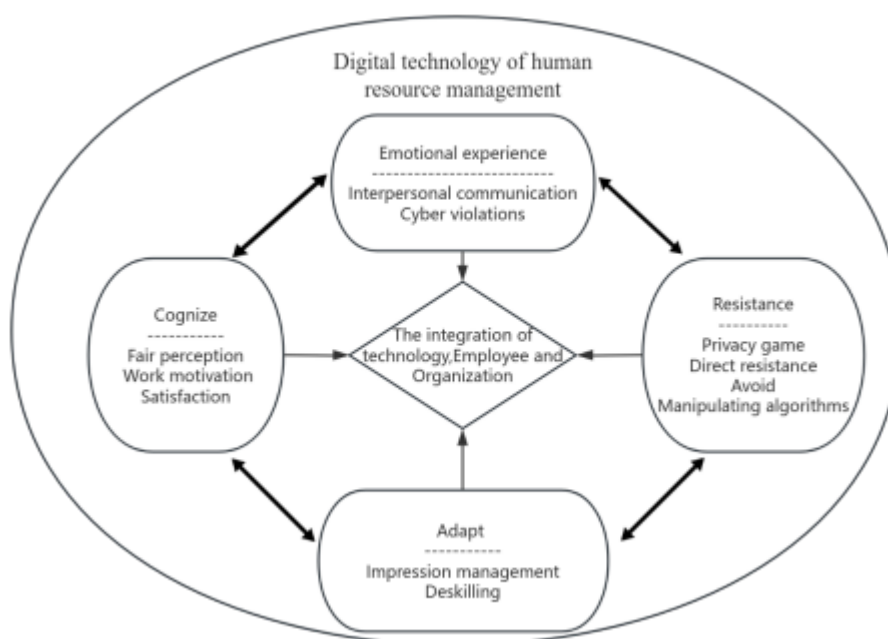 Digital technology of human
resource management
Emotional experience
--------------------------
Interpersonal communication
Cyber violations
Cognize
-----------
Fair perception
Work motivation
Satisfaction
The integration of
technology,Employee and
Organization
Resistance
----------
Privacy game
Direct resistance
Avoid
Manipulating algorithms
Adapt
-----------
Impression management
Deskilling